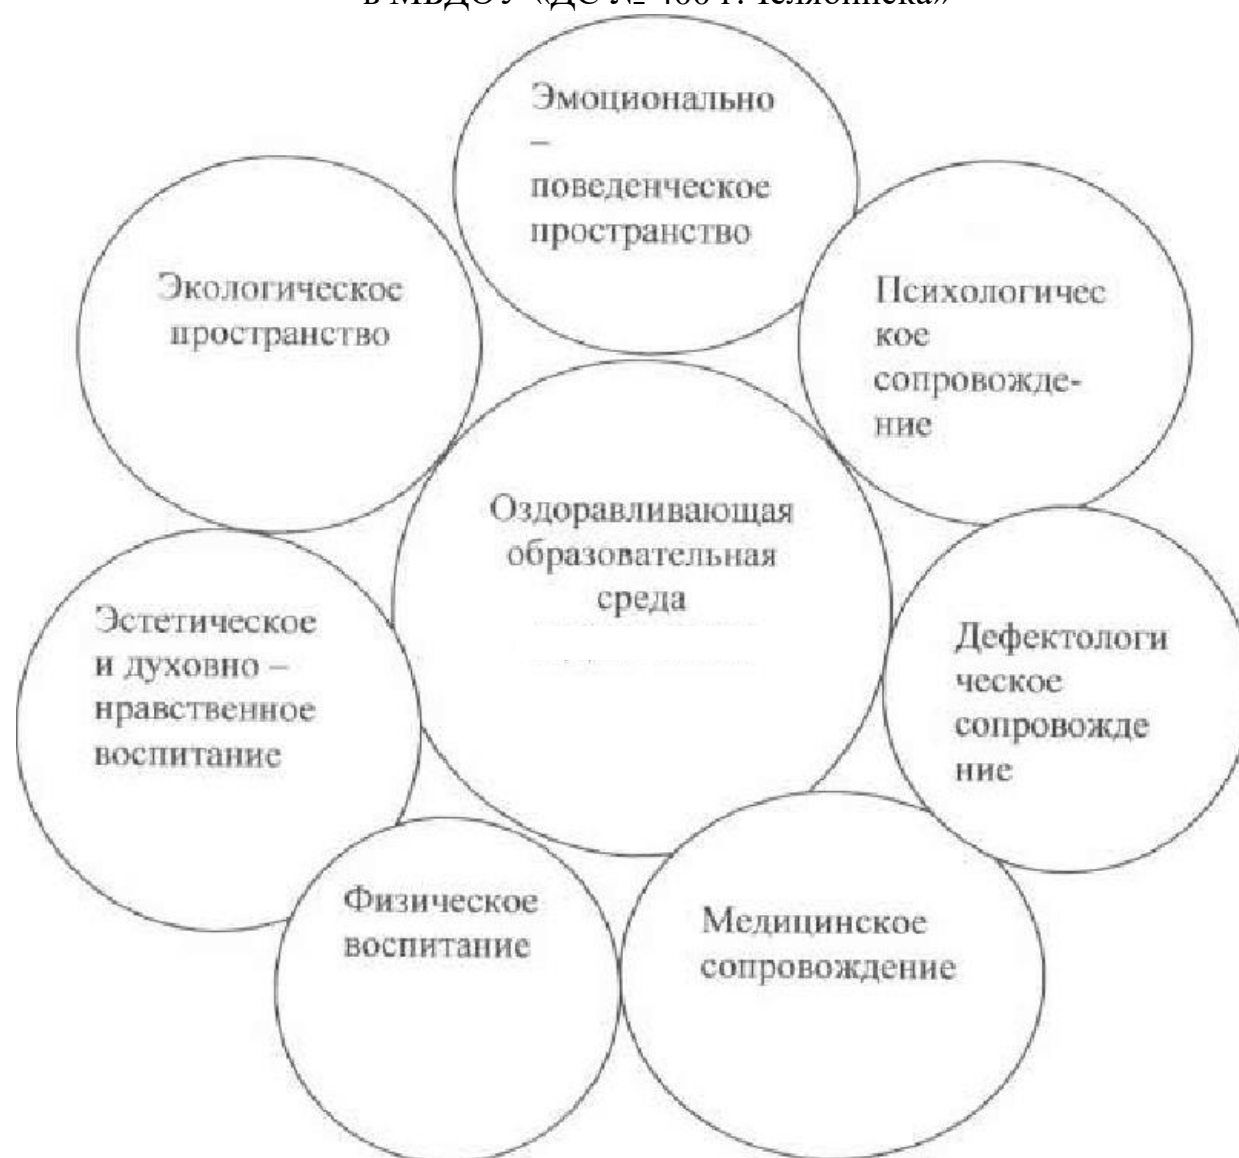 Эмоционально
–
поведенческое
пространство
Экологическое
пространство
Психологичес
кое
сопровожде-
ние
Оздоравливающая
образовательная
среда
Эстетическое
и духовно –
нравственное
воспитание
Дефектологи
ческое
сопровожде
ние
Физическое
воспитание
Медицинское
сопровождение